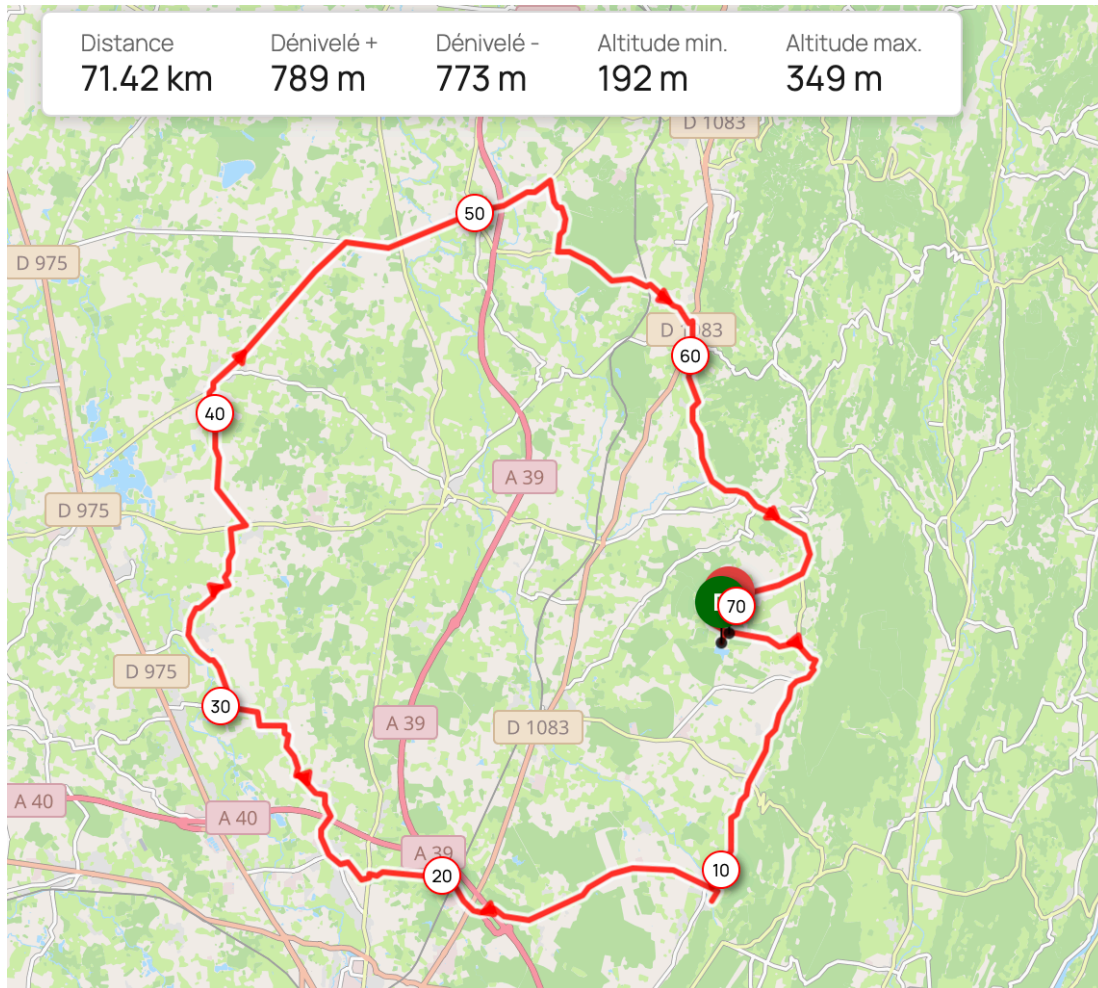 Distance Dénivelé + Dénivelé - Altitude min. Altitude max.
71.42 km 789 m 773 m 192 m 349 m
D 1083
50
D 975
D 1083
60
40
A 39
D 975
70
D 975
30
A 39
D 1083
A 40
A 40
A 39
20
10